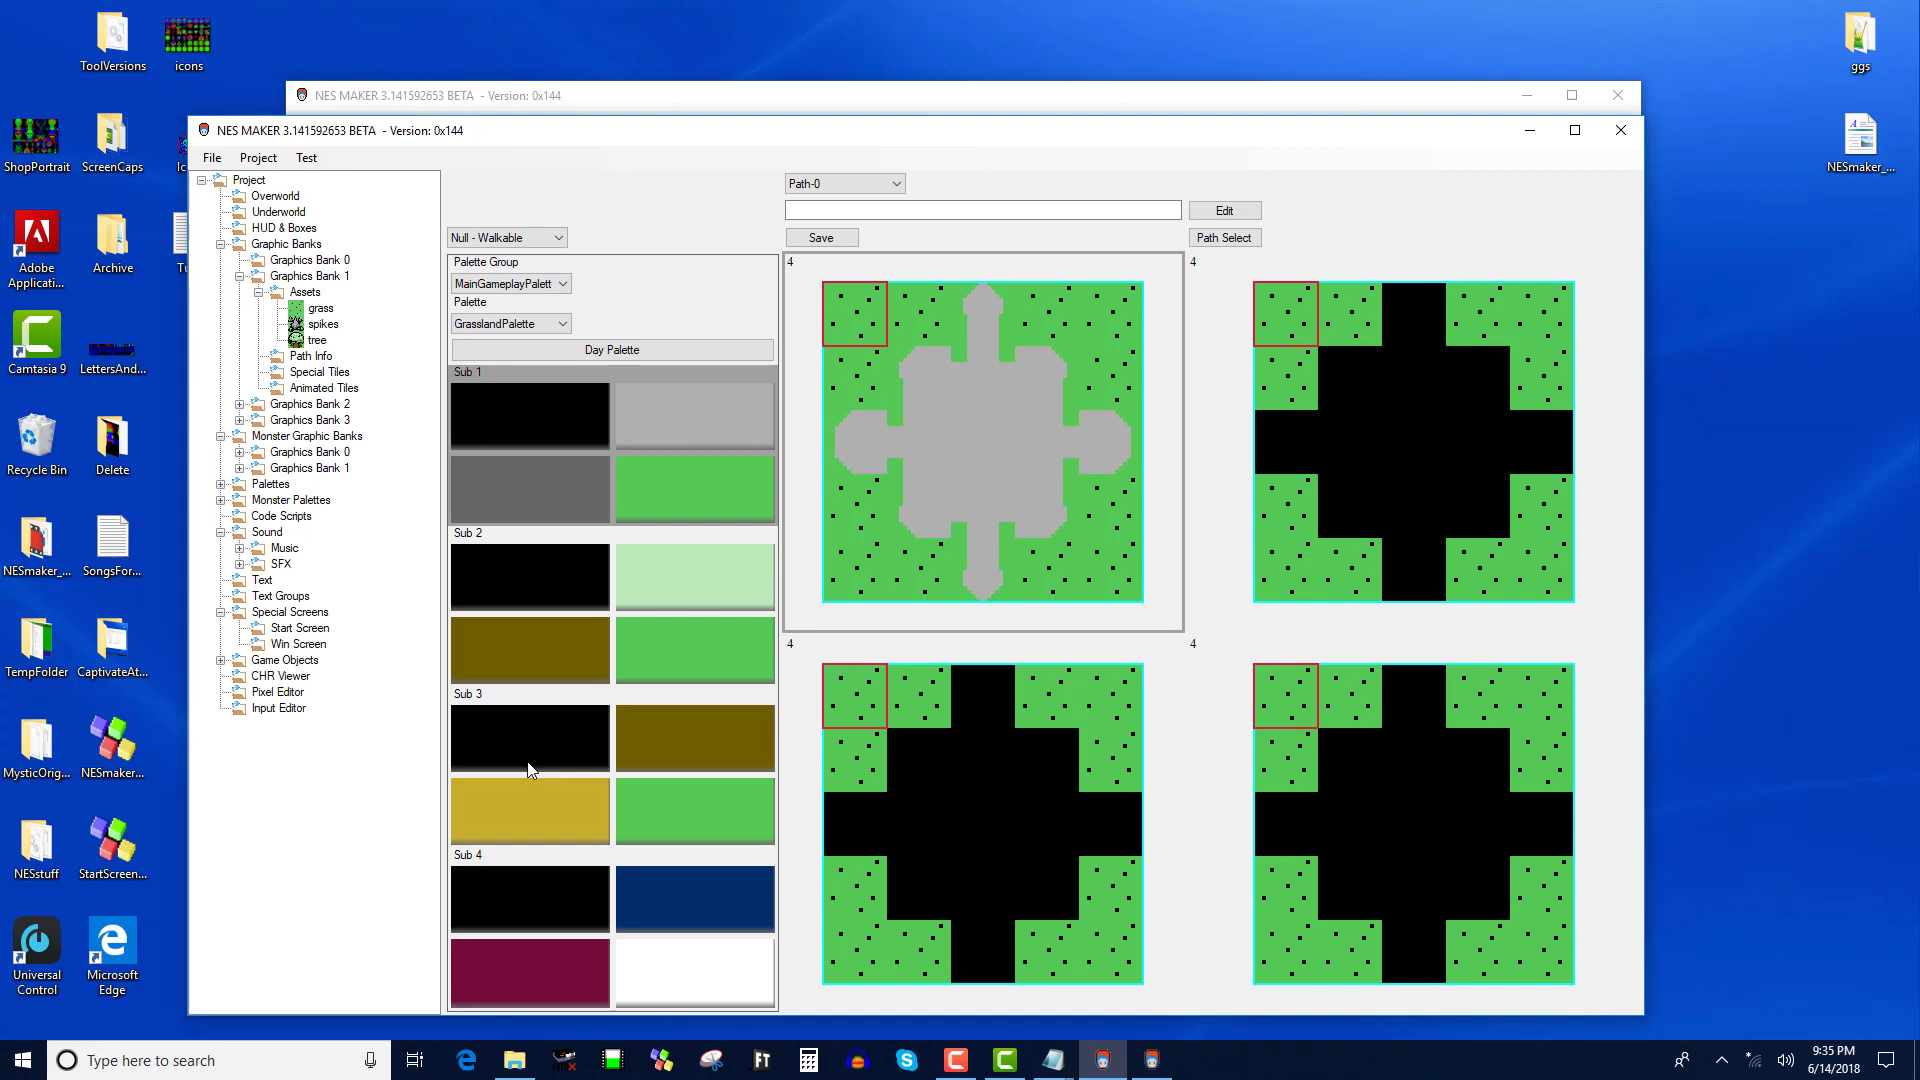 ToolVersions
icons
ggs
NES MAKER 3.141592653 BETA - Version: 0x144
NES MAKER 3.141592653 BETA - Version: 0x144
File Project Test
ShopPortrait
ScreenCaps
NESmaker_...
Adobe Applicati...
Archive
Camtasia 9
LettersAnd...
Recycle Bin
Delete
NESmaker_...
SongsFor...
TempFolder
CaptivateAt...
MysticOrig...
NESmaker...
NESstuff
StartScreen...
Universal Control
Microsoft Edge
Project
Overworld
Underworld
HUD & Boxes
Graphic Banks
Graphics Bank 0
Graphics Bank 1
Assets
grass
spikes
tree
Path Info
Special Tiles
Animated Tiles
Graphics Bank 2
Graphics Bank 3
Monster Graphic Banks
Graphics Bank 0
Graphics Bank 1
Palettes
Monster Palettes
Code Scripts
Sound
Music
SFX
Text
Text Groups
Special Screens
Start Screen
Win Screen
Game Objects
CHR Viewer
Pixel Editor
Input Editor
Null - Walkable
Palette Group
MainGameplayPalett
Palette
GrasslandPalette
Day Palette
Sub 1
Sub 2
Sub 3
Sub 4
Path-0
Edit
Save
Path Select
4
4
4
4
Type here to search
FT
9:35 PM
6/14/2018